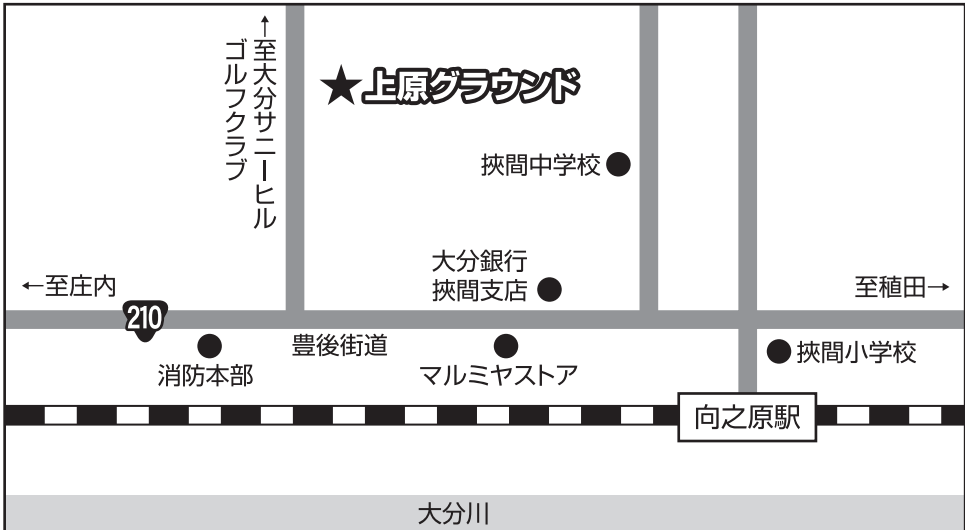 ↑至大分サニーヒル
ゴルフクラブ
★上原グラウンド
挾間中学校
大分銀行
挾間支店
←至庄内
至稙田→
210
豊後街道
消防本部
マルミヤストア
挾間小学校
向之原駅
大分川